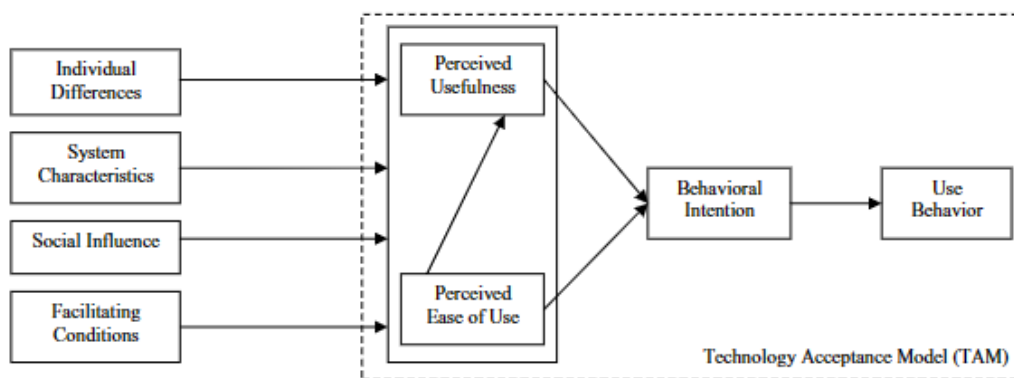 Individual
Differences
System
Characteristics
Social Influence
Facilitating
Conditions
Perceived
Usefulness
Perceived
Ease of Use
Behavioral
Intention
Use
Behavior
Technology Acceptance Model (TAM)